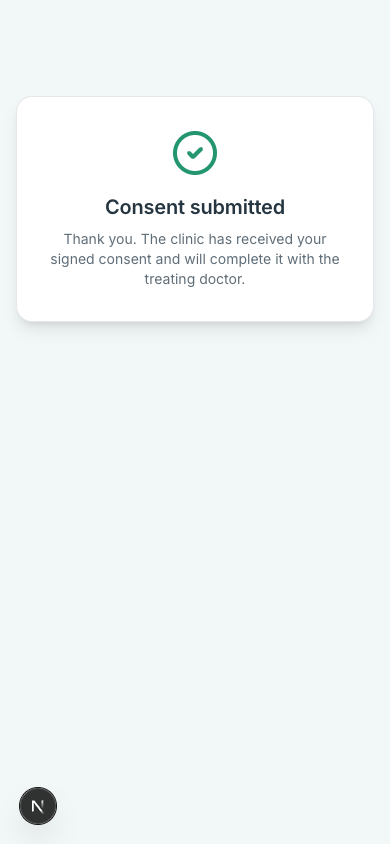 Consent submitted
Thank you. The clinic has received your
signed consent and will complete it with the
treating doctor.
N